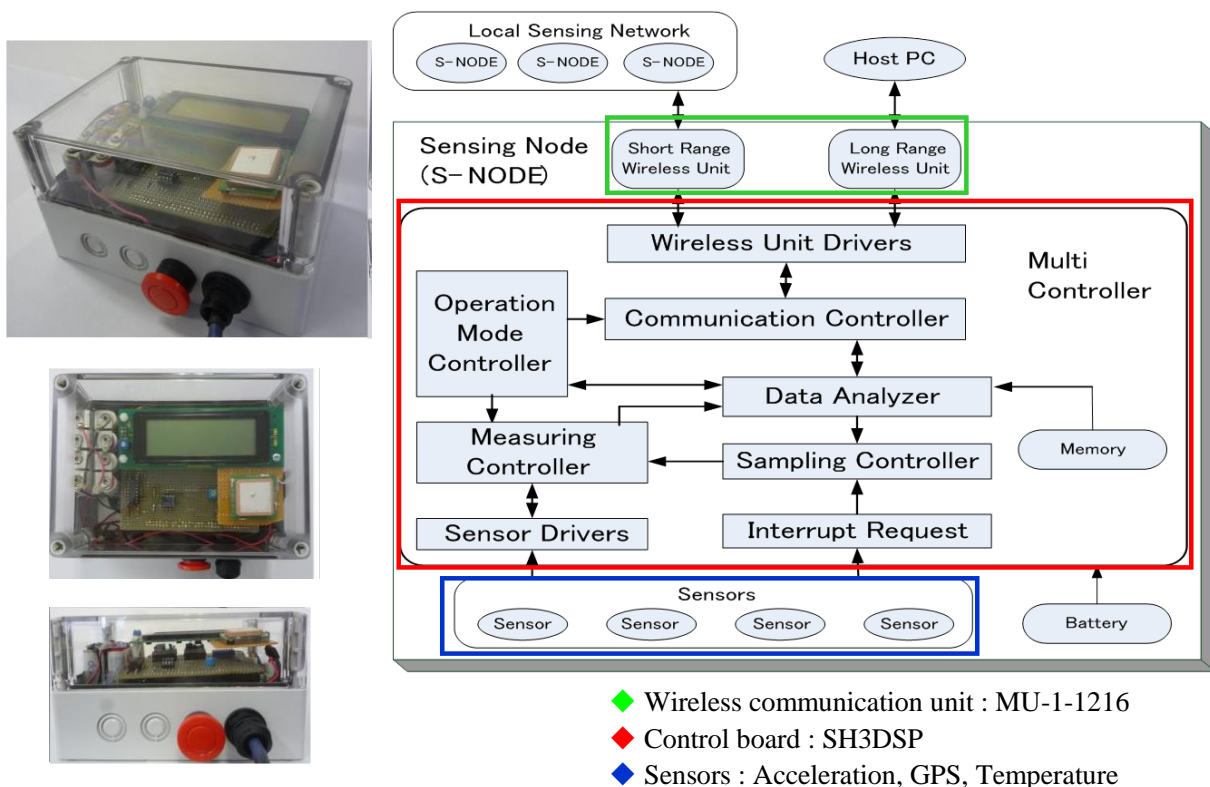 Local Sensing Network
S-NODE S-NODE S-NODE
Host PC
Sensing Node
(S-NODE)
Short Range
Wireless Unit
Long Range
Wireless Unit
Wireless Unit Drivers
Multi
Controller
Operation
Mode
Controller
Communication Controller
Data Analyzer
Measuring
Controller
Sampling Controller
Memory
Sensor Drivers
Interrupt Request
Sensors
Sensor Sensor Sensor Sensor
Battery
Wireless communication unit : MU-1-1216
Control board : SH3DSP
Sensors : Acceleration, GPS, Temperature